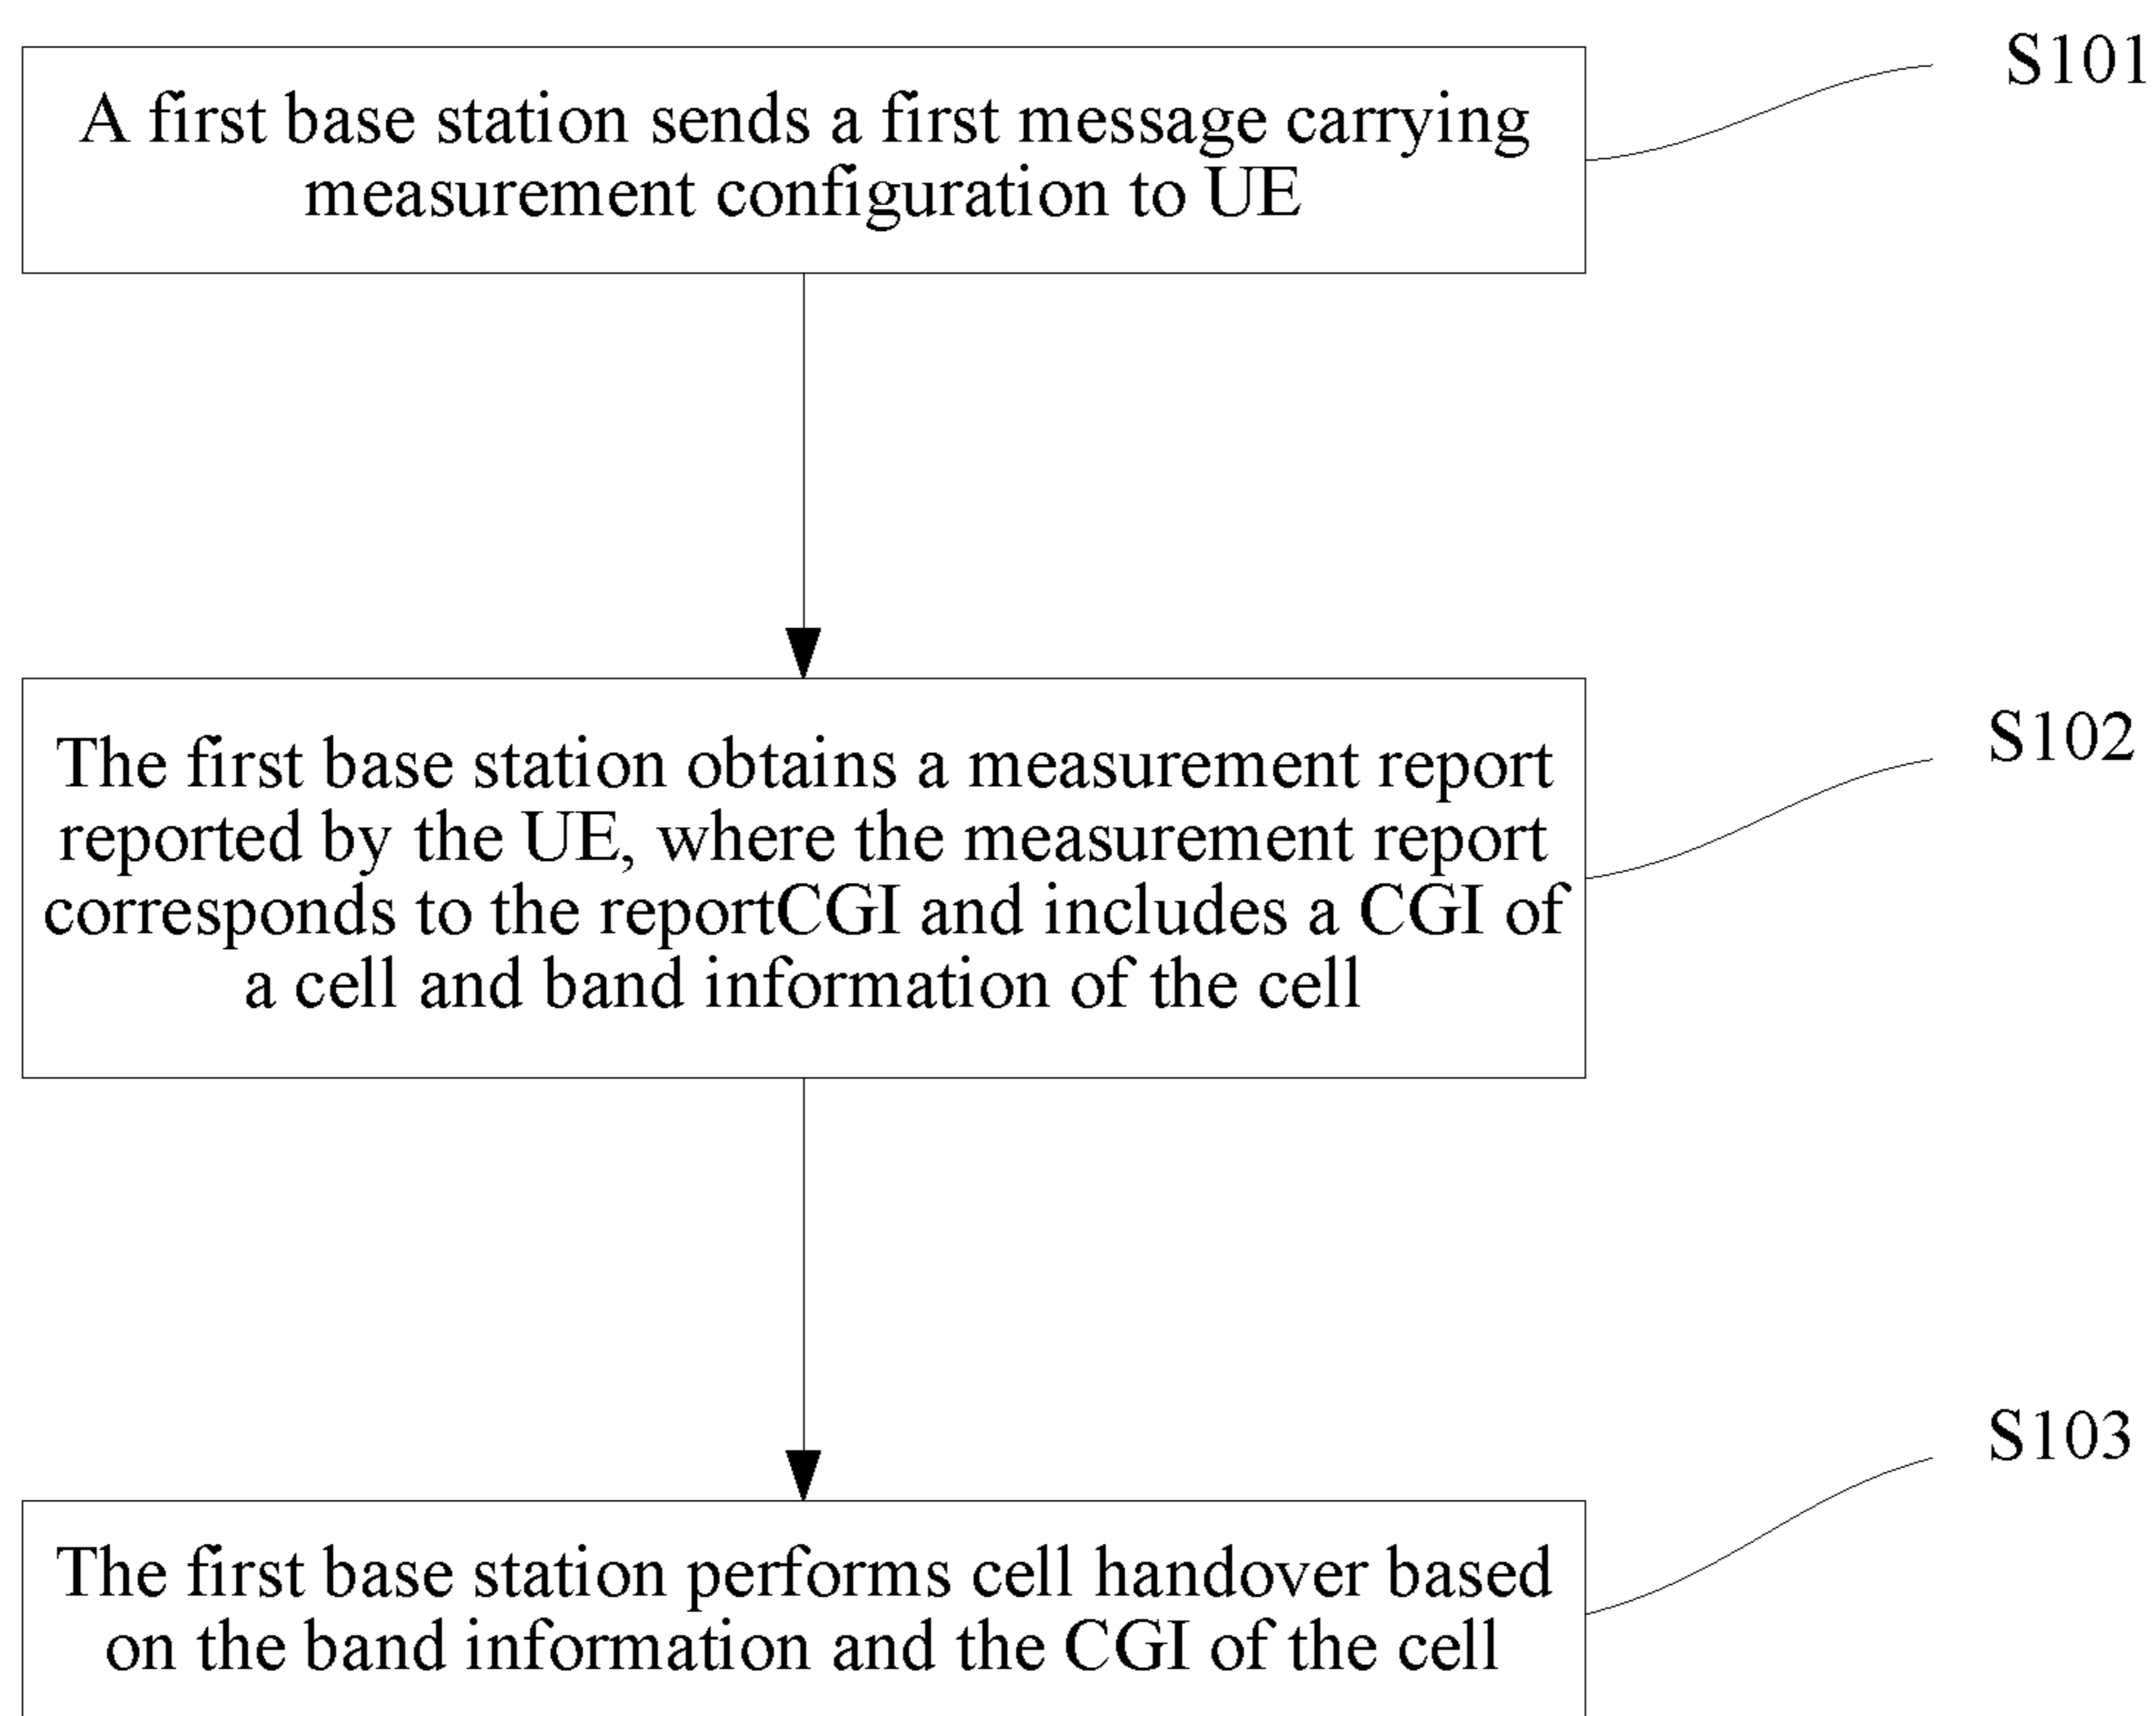 S101
A first base station sends a first message carrying
measurement configuration to UE
S102
The first base station obtains a measurement report
reported by the UE, where the measurement report
corresponds to the reportCGI and includes a CGI of
a cell and band information of the cell
S103
The first base station performs cell handover based
on the band information and the CGI of the cell